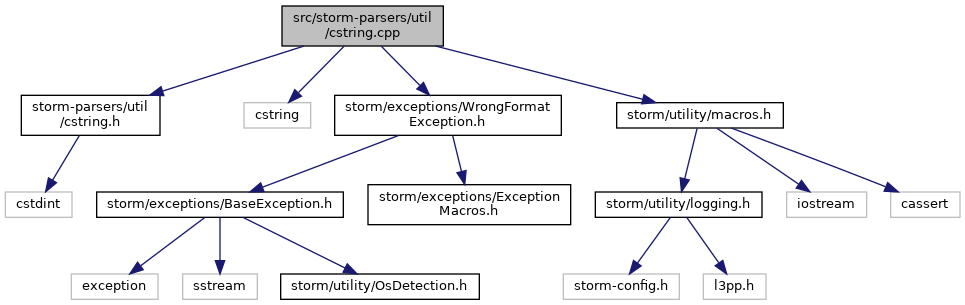 src/storm-parsers/util
/cstring.cpp
storm-parsers/util
/cstring.h
cstring
storm/exceptions/WrongFormat
Exception.h
storm/utility/macros.h
cstdint
storm/exceptions/BaseException.h
storm/exceptions/Exception
Macros.h
storm/utility/logging.h
iostream
cassert
exception
sstream
storm/utility/OsDetection.h
storm-config.h
l3pp.h